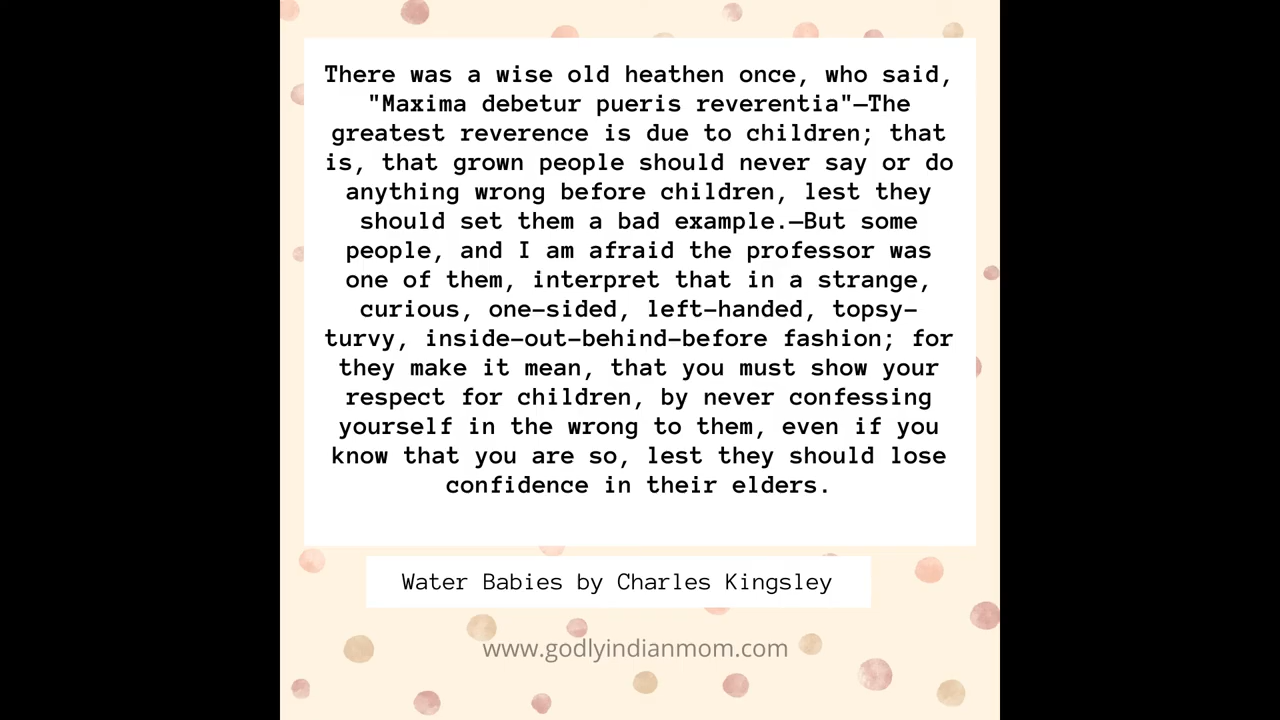 There was a wise old heathen once, who said,
"Maxima debetur pueris reverentia"—The
greatest reverence is due to children; that
is, that grown people should never say or do
anything wrong before children, lest they
should set them a bad example.—But some
people, and I am afraid the professor was
one of them, interpret that in a strange,
curious, one-sided, left-handed, topsy-
turvy, inside-out-behind-before fashion; for
they make it mean, that you must show your
respect for children, by never confessing
yourself in the wrong to them, even if you
know that you are so, lest they should lose
confidence in their elders.
Water Babies by Charles Kingsley
www.godlyindianmom.com